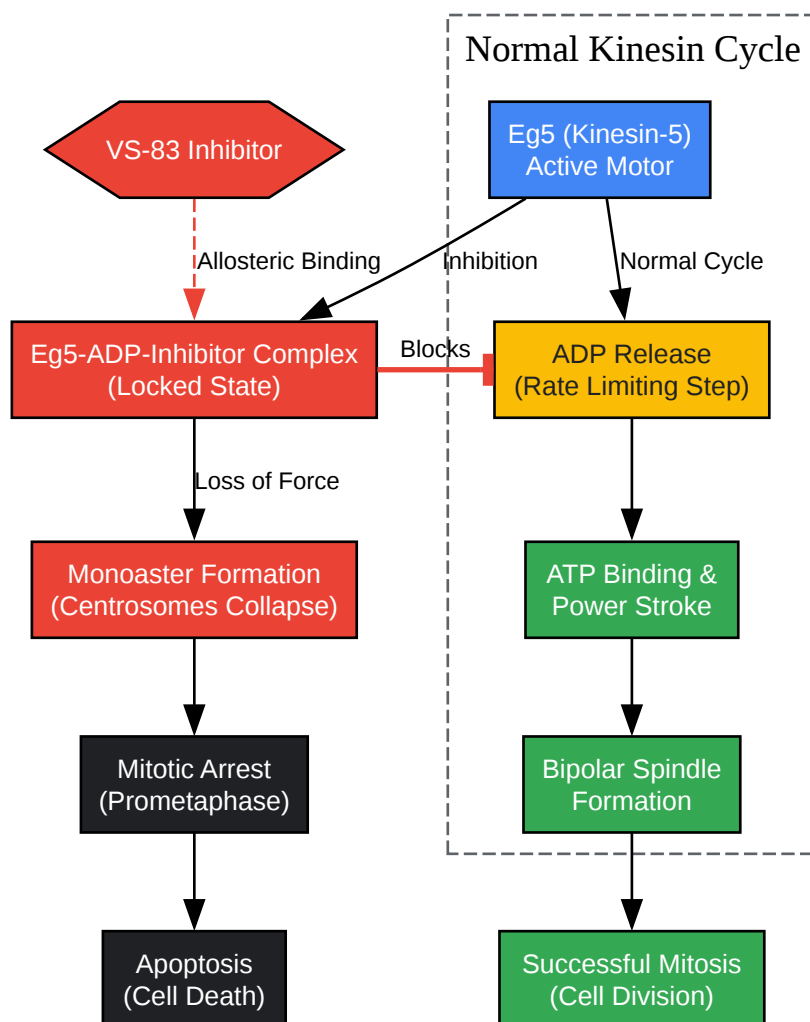 Normal Kinesin Cycle
VS-83 Inhibitor
Eg5 (Kinesin-5)
Active Motor
Allosteric Binding
Inhibition
Normal Cycle
Eg5-ADP-Inhibitor Complex
(Locked State)
Blocks
ADP Release
(Rate Limiting Step)
Loss of Force
Monoaster Formation
(Centrosomes Collapse)
ATP Binding &
Power Stroke
Mitotic Arrest
(Prometaphase)
Bipolar Spindle
Formation
Apoptosis
(Cell Death)
Successful Mitosis
(Cell Division)